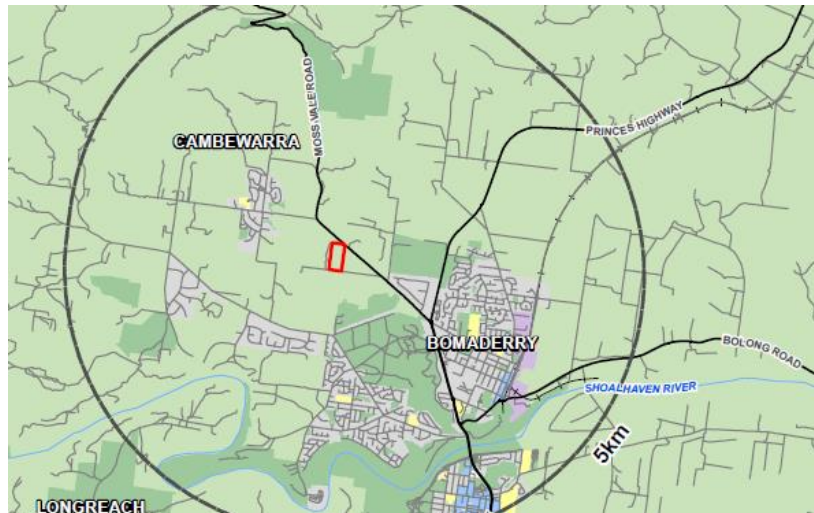 MOSS VALE ROAD
CAMBEWARRA
PRINCES HIGHWAY
BOMADERRY
BOLONG ROAD
SHOALHAVEN RIVER
5km
LONGREACH